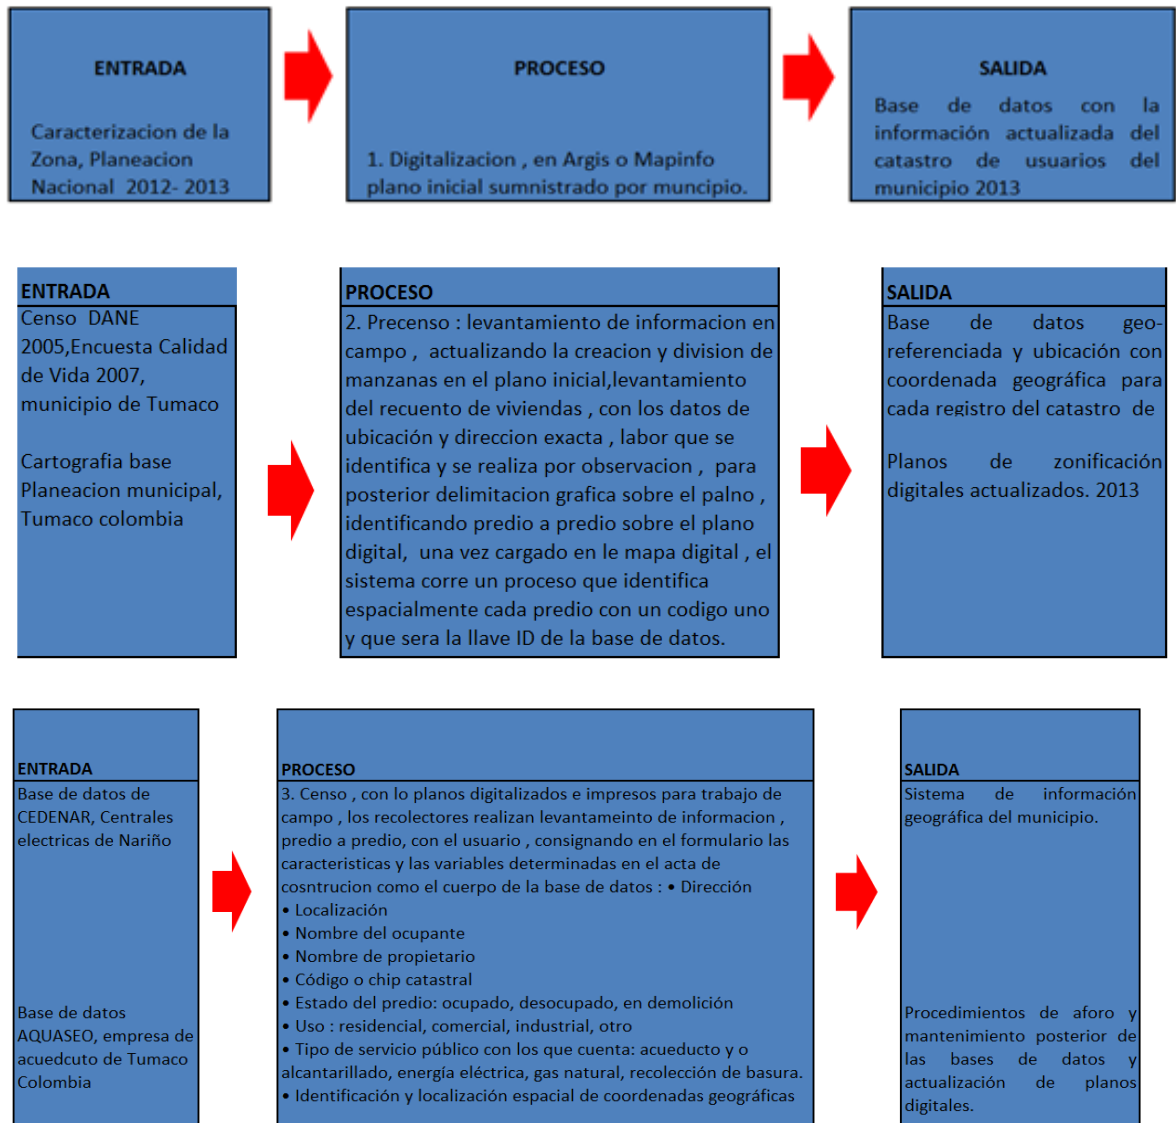 ENTRADA
Caracterizacion de la
Zona, Planeacion
Nacional 2012- 2013
PROCESO
1. Digitalizacion , en Argis o Mapinfo
plano inicial sumnistrado por muncipio.
SALIDA
Base de datos con la
información actualizada del
catastro de usuarios del
municipio 2013
ENTRADA
Censo DANE
2005,Encuesta Calidad
de Vida 2007,
municipio de Tumaco
Cartografia base
Planeacion municipal,
Tumaco colombia
PROCESO
2. Precenso : levantamiento de informacion en
campo , actualizando la creacion y division de
manzanas en el plano inicial,levantamiento
del recuento de viviendas , con los datos de
ubicación y direccion exacta , labor que se
identifica y se realiza por observacion , para
posterior delimitacion grafica sobre el palno ,
identificando predio a predio sobre el plano
digital, una vez cargado en le mapa digital , el
sistema corre un proceso que identifica
espacialmente cada predio con un codigo uno
y que sera la llave ID de la base de datos.
SALIDA
Base de datos geo-
referenciada y ubicación con
coordenada geográfica para
cada registro del catastro de
Planos de zonificación
digitales actualizados. 2013
ENTRADA
Base de datos de
CEDENAR, Centrales
electricas de Nariño
Base de datos
AQUASEO, empresa de
acuedcuto de Tumaco
Colombia
PROCESO
3. Censo , con lo planos digitalizados e impresos para trabajo de
campo , los recolectores realizan levantameinto de informacion ,
predio a predio, con el usuario , consignando en el formulario las
caracteristicas y las variables determinadas en el acta de
cosntrucion como el cuerpo de la base de datos : • Dirección
• Localización
• Nombre del ocupante
• Nombre de propietario
• Código o chip catastral
• Estado del predio: ocupado, desocupado, en demolición
• Uso : residencial, comercial, industrial, otro
• Tipo de servicio público con los que cuenta: acueducto y o
alcantarillado, energía eléctrica, gas natural, recolección de basura.
• Identificación y localización espacial de coordenadas geográficas
SALIDA
Sistema de información
geográfica del municipio.
Procedimientos de aforo y
mantenimiento posterior de
las bases de datos y
actualización de planos
digitales.